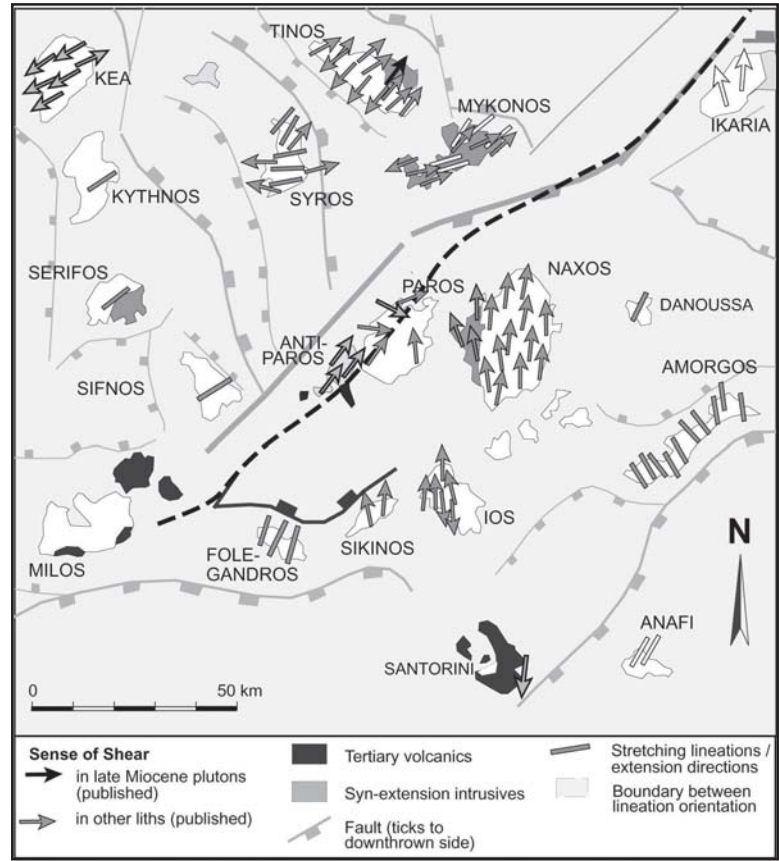 TINOS
KEA
MYKONOS
IKARIA
KYTHNOS
SYROS
SERIFOS
PAROS
NAXOS
DANOUSSA
ANTI-
PAROS
SIFNOS
AMORGOS
MILOS
FOLE-
GANDROS
SIKINOS
IOS
N
ANAFI
SANTORINI
0 50 km
Sense of Shear
in late Miocene plutons
(published)
in other liths (published)
Tertiary volcanics
Syn-extension intrusives
Fault (ticks to
downthrown side)
Stretching lineations /
extension directions
Boundary between
lineation orientation